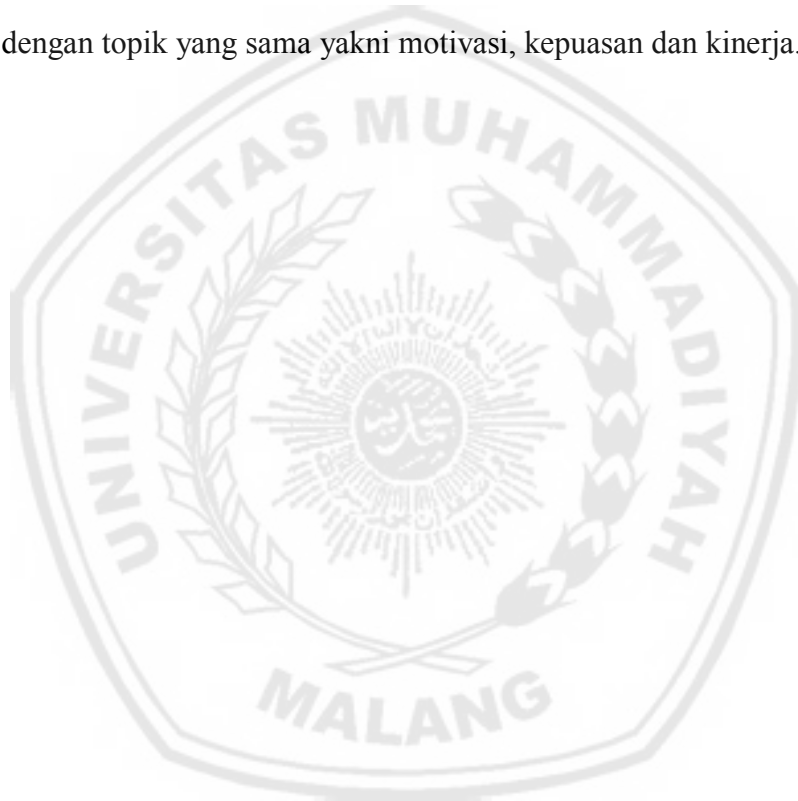 dengan topik yang sama yakni motivasi, kepuasan dan kinerja.
UNIVERSITAS MUHAMMADIYAH
MALANG